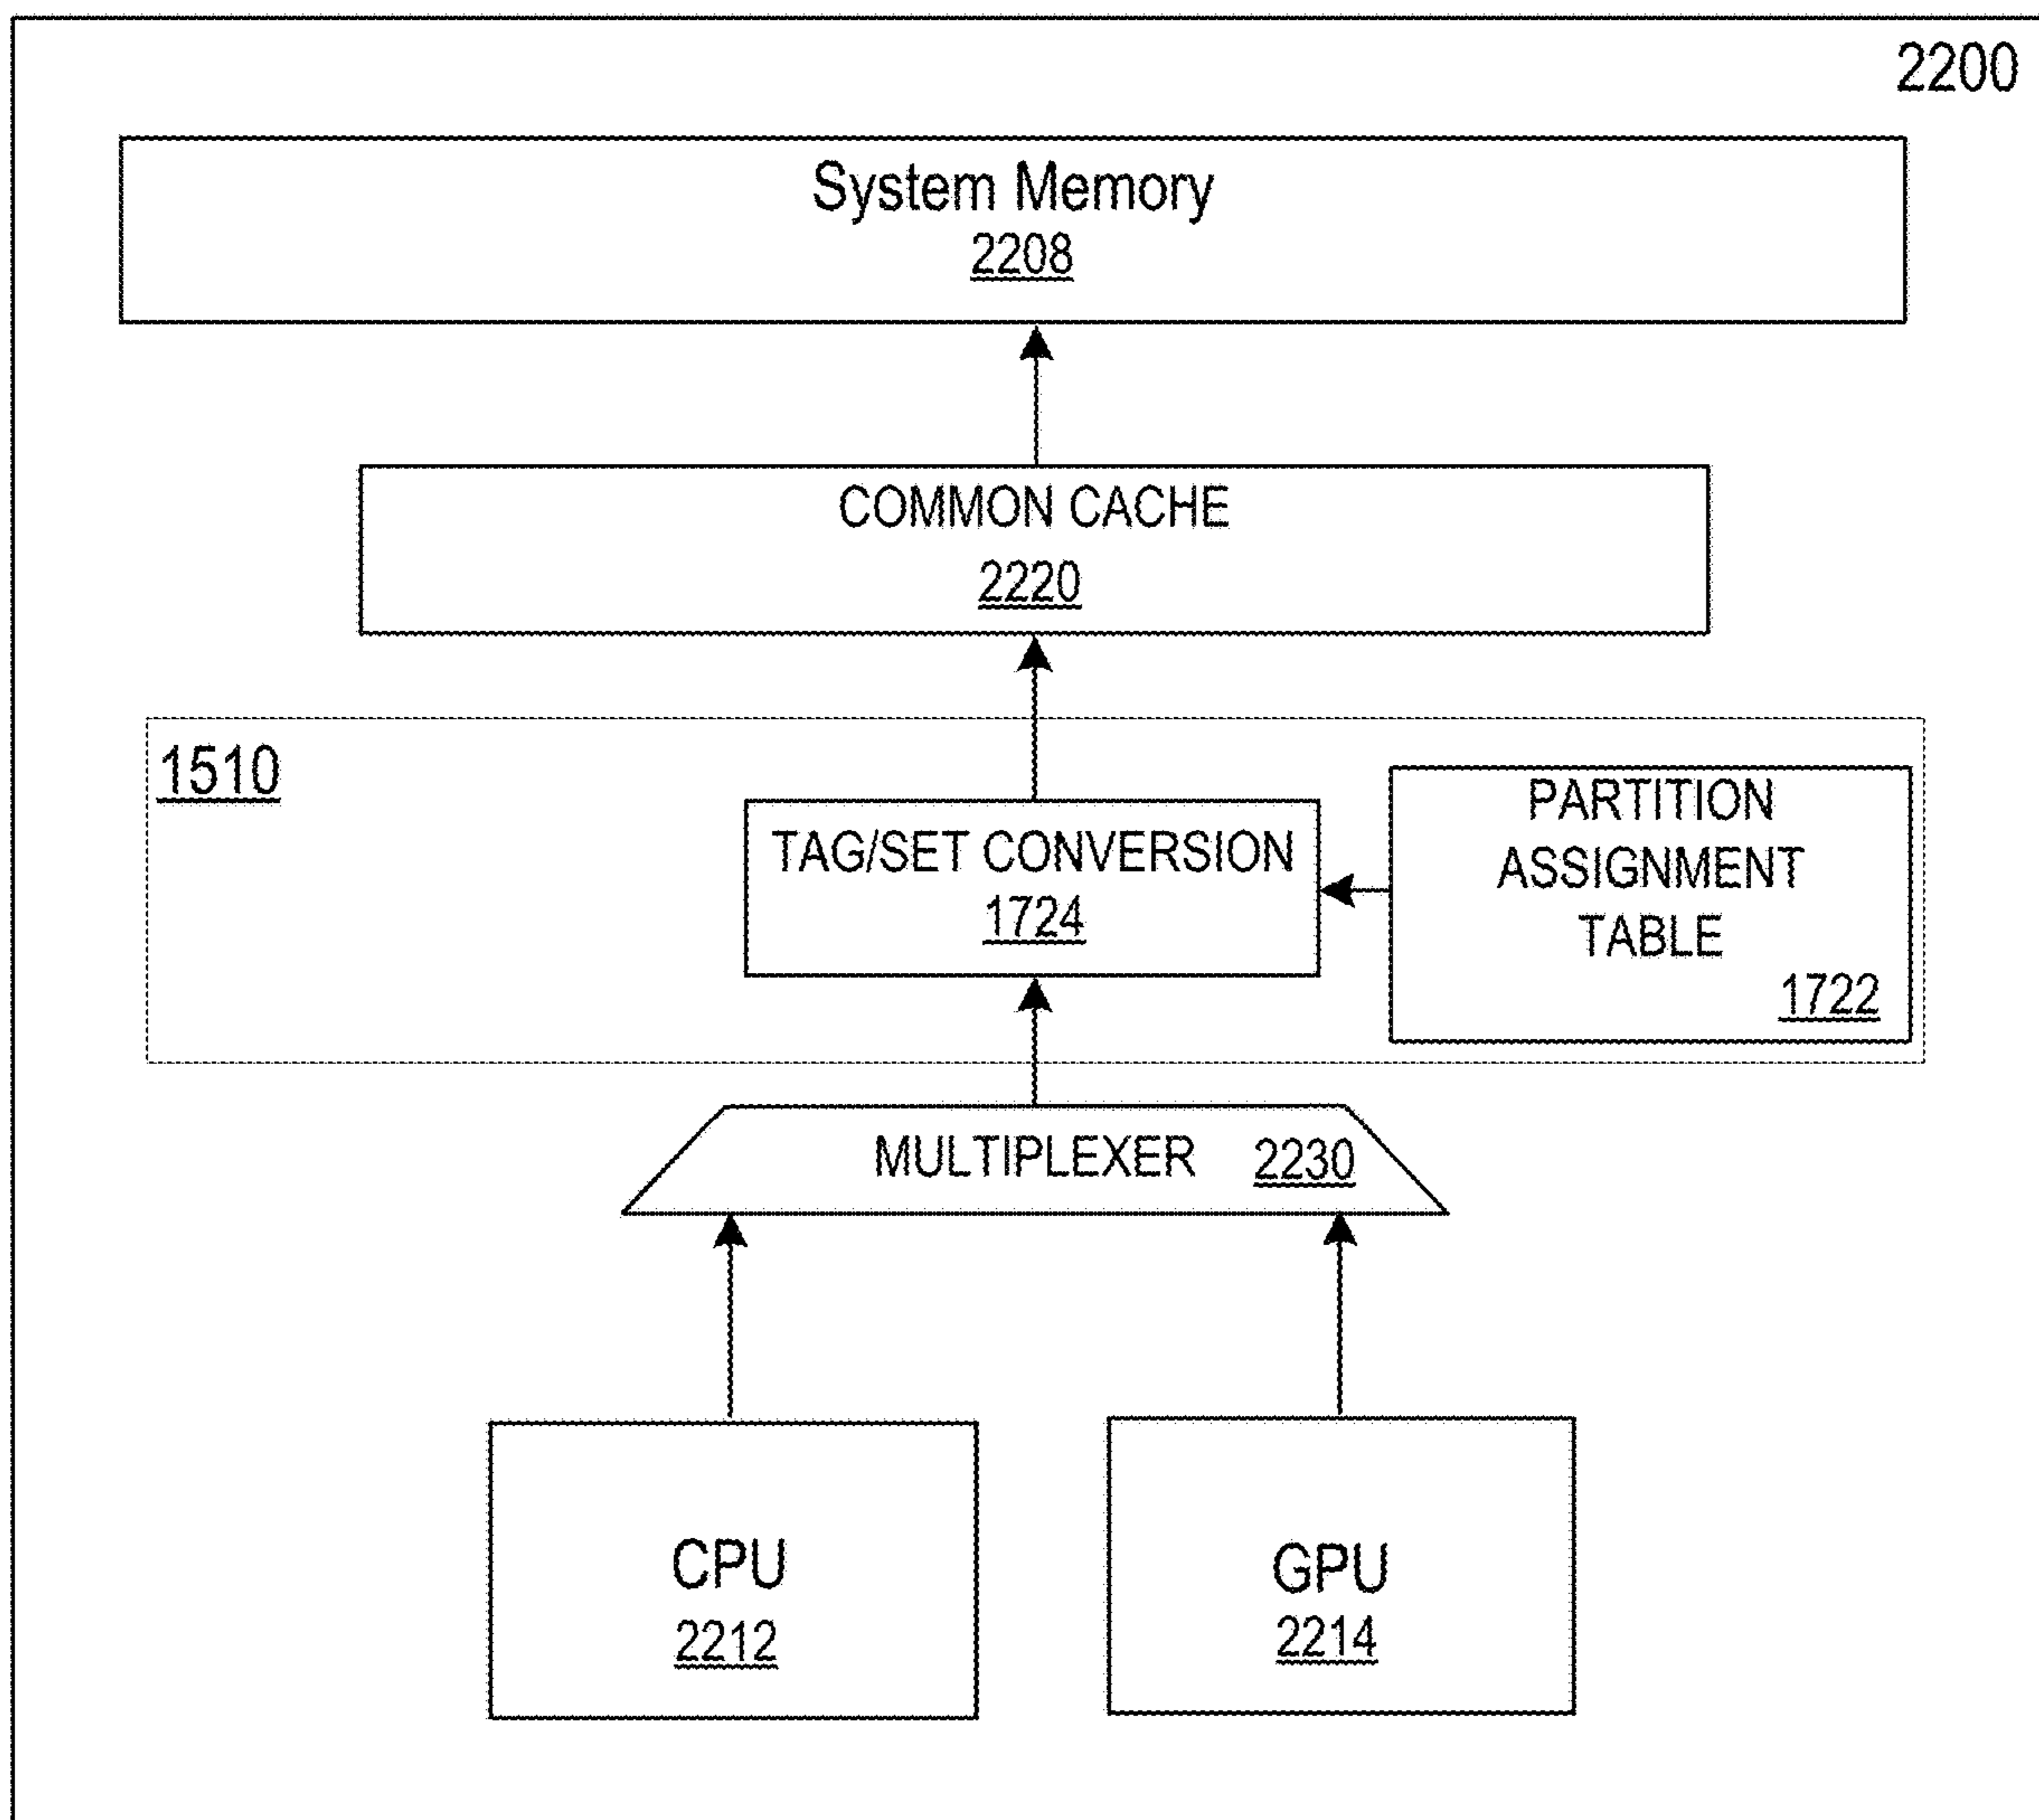 2200
System Memory
2208
COMMON CACHE
2220
1510
TAG/SET CONVERSION
1724
PARTITION
ASSIGNMENT
TABLE
1722
MULTIPLEXER 2230
CPU
2212
GPU
2214